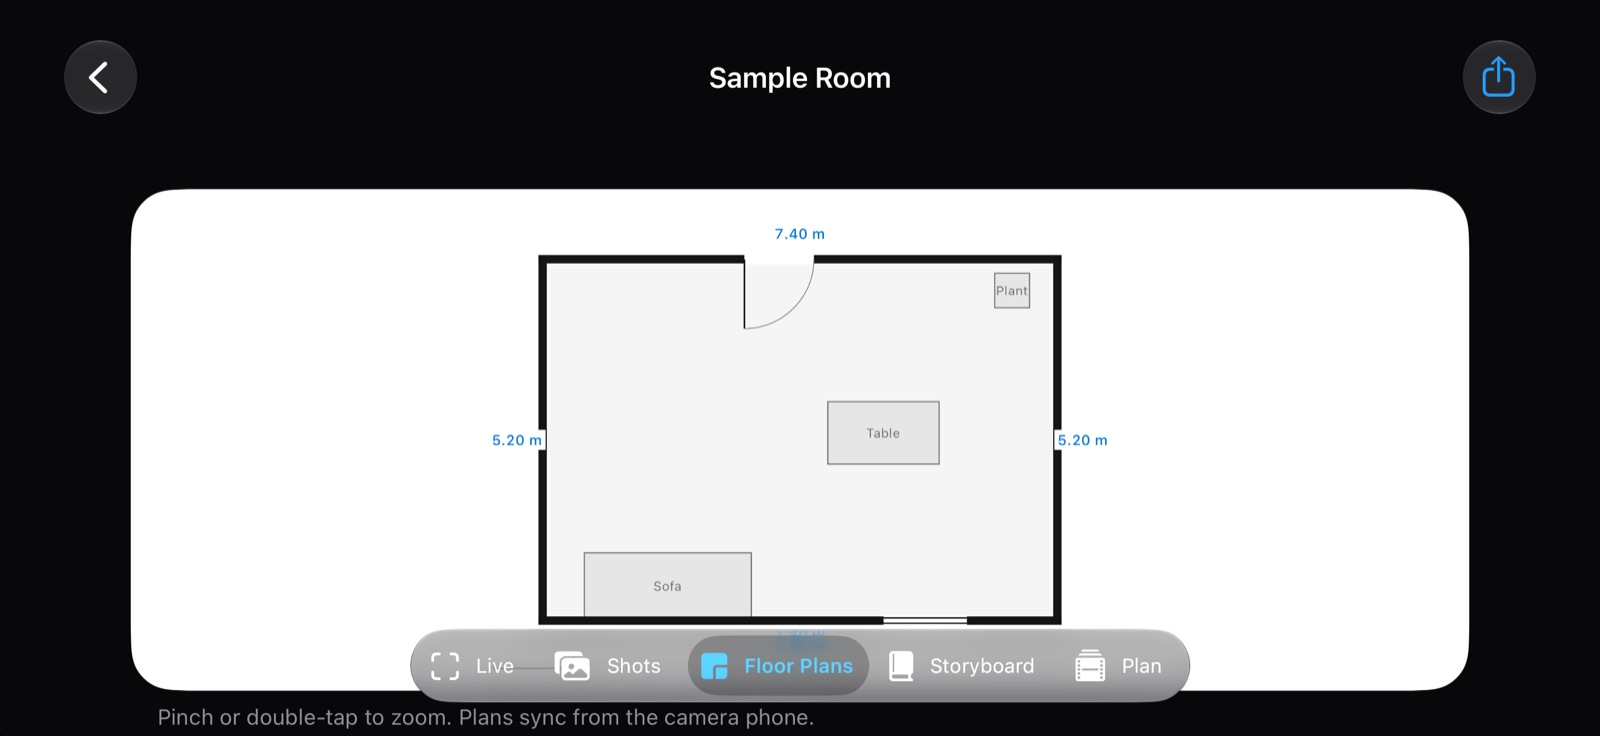 Sample Room
7.40 m
Plant
Table
5.20 m
5.20 m
Sofa
Live
Shots
Floor Plans
Storyboard
Plan
Pinch or double-tap to zoom. Plans sync from the camera phone.